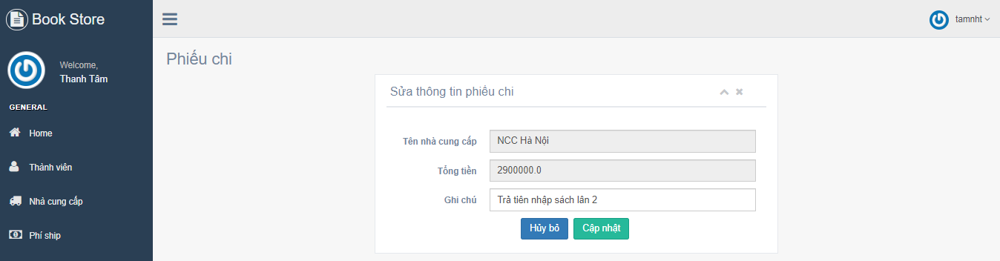 Book Store
tamnht
Welcome,
Thanh Tâm
GENERAL
Home
Thành viên
Nhà cung cấp
Phí ship
Phiếu chi
Sửa thông tin phiếu chi
Tên nhà cung cấp
NCC Hà Nội
Tổng tiền
2900000.0
Ghi chú
Trả tiên nhập sách lân 2
Hủy bỏ
Cập nhật